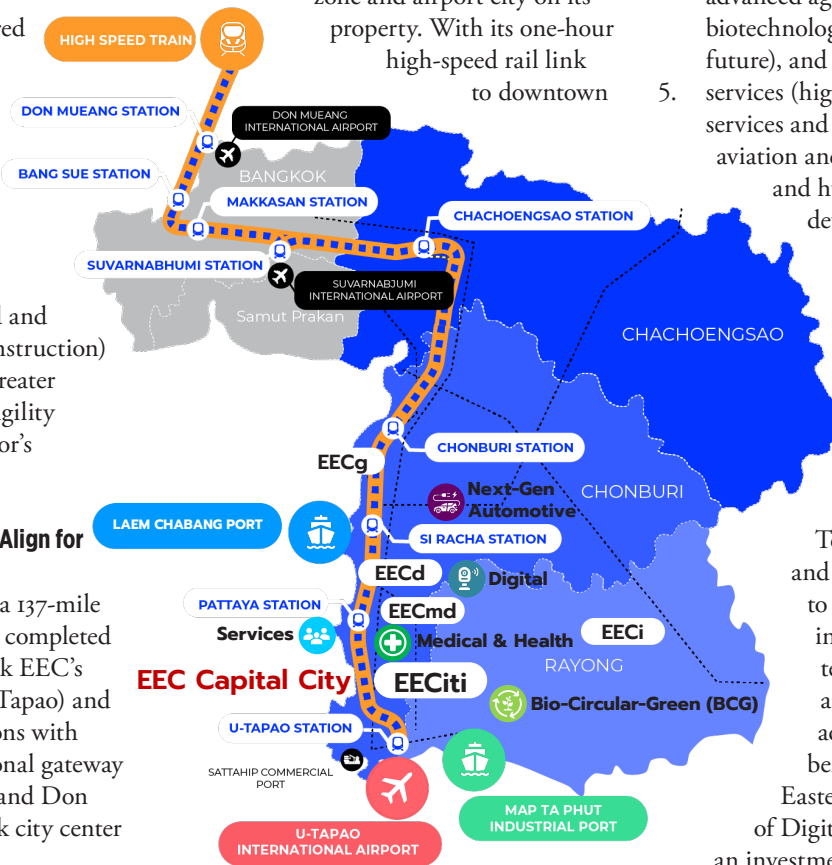 zone and airport city on its
property. With its one-hour
high-speed rail link
to downtown
advanced
biotechnolog
future), and
5. services (hig
services and
aviation and
and
HIGH SPEED TRAIN
DON MUEANG STATION
DON MUEANG
INTERNATIONAL AIRPORT
BANG SUE STATION
BANGKOK
MAKKASAN STATION
CHACHOENGSAO STATION
SUVARNABHUMI STATION
SUVARNABJUMI
INTERNATIONAL AIRPORT
Samut Prakan
CHACHOENGSAO
and
nstruction)
reater
gility
or's
CHONBURI STATION
EECg
Next-Gen
Automotive
CHONBURI
LAEM CHABANG PORT
SI RACHA STATION
Align for
EECd
Digital
a 137-mile
completed
k EEC's
Tapao) and
ons with
onal gateway
and Don
k city center
PATTAYA STATION
EECmd
Services
Medical & Health
EECi
RAYONG
EEC Capital City
EECiti
Bio-Circular-Green (BCG)
U-TAPAO STATION
SATTAHIP COMMERCIAL
PORT
MAP TA PHUT
INDUSTRIAL PORT
U-TAPAO
INTERNATIONAL AIRPORT
and
to
in
Easte
of Digit
an investme